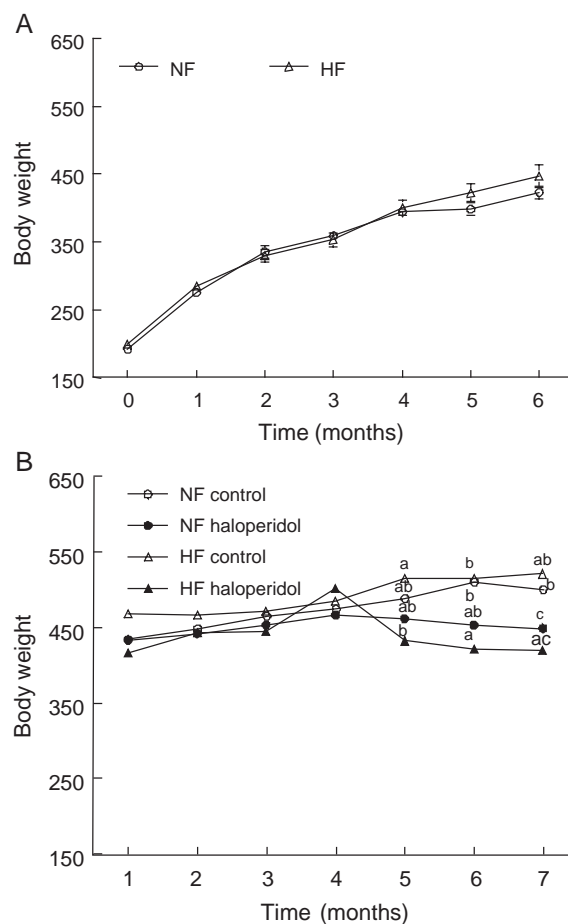 A
650
NF HF
550
450
350
250
150
Body weight
0 1 2 3 4 5 6
Time (months)
B
650
NF control
NF haloperidol
HF control
HF haloperidol
550
450
350
250
150
Body weight
a b ab
ab b b
ab ab c
b a ac
1 2 3 4 5 6 7
Time (months)